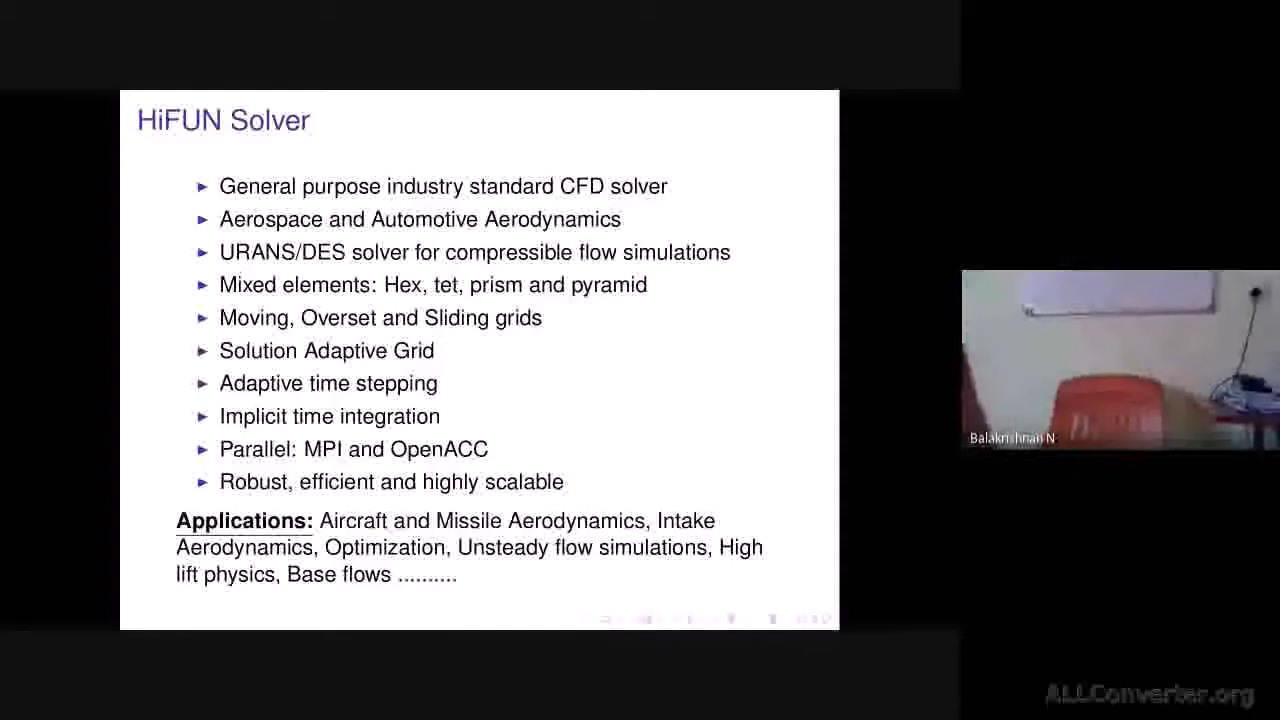 HiFUN Solver
General purpose industry standard CFD solver
Aerospace and Automotive Aerodynamics
URANS/DES solver for compressible flow simulations
Mixed elements: Hex, tet, prism and pyramid
Moving, Overset and Sliding grids
Solution Adaptive Grid
Adaptive time stepping
Implicit time integration
Parallel: MPI and OpenACC
Robust, efficient and highly scalable
Applications: Aircraft and Missile Aerodynamics, Intake
Aerodynamics, Optimization, Unsteady flow simulations, High
lift physics, Base flows ..........
Balakrishnan N
ALLConverter.org